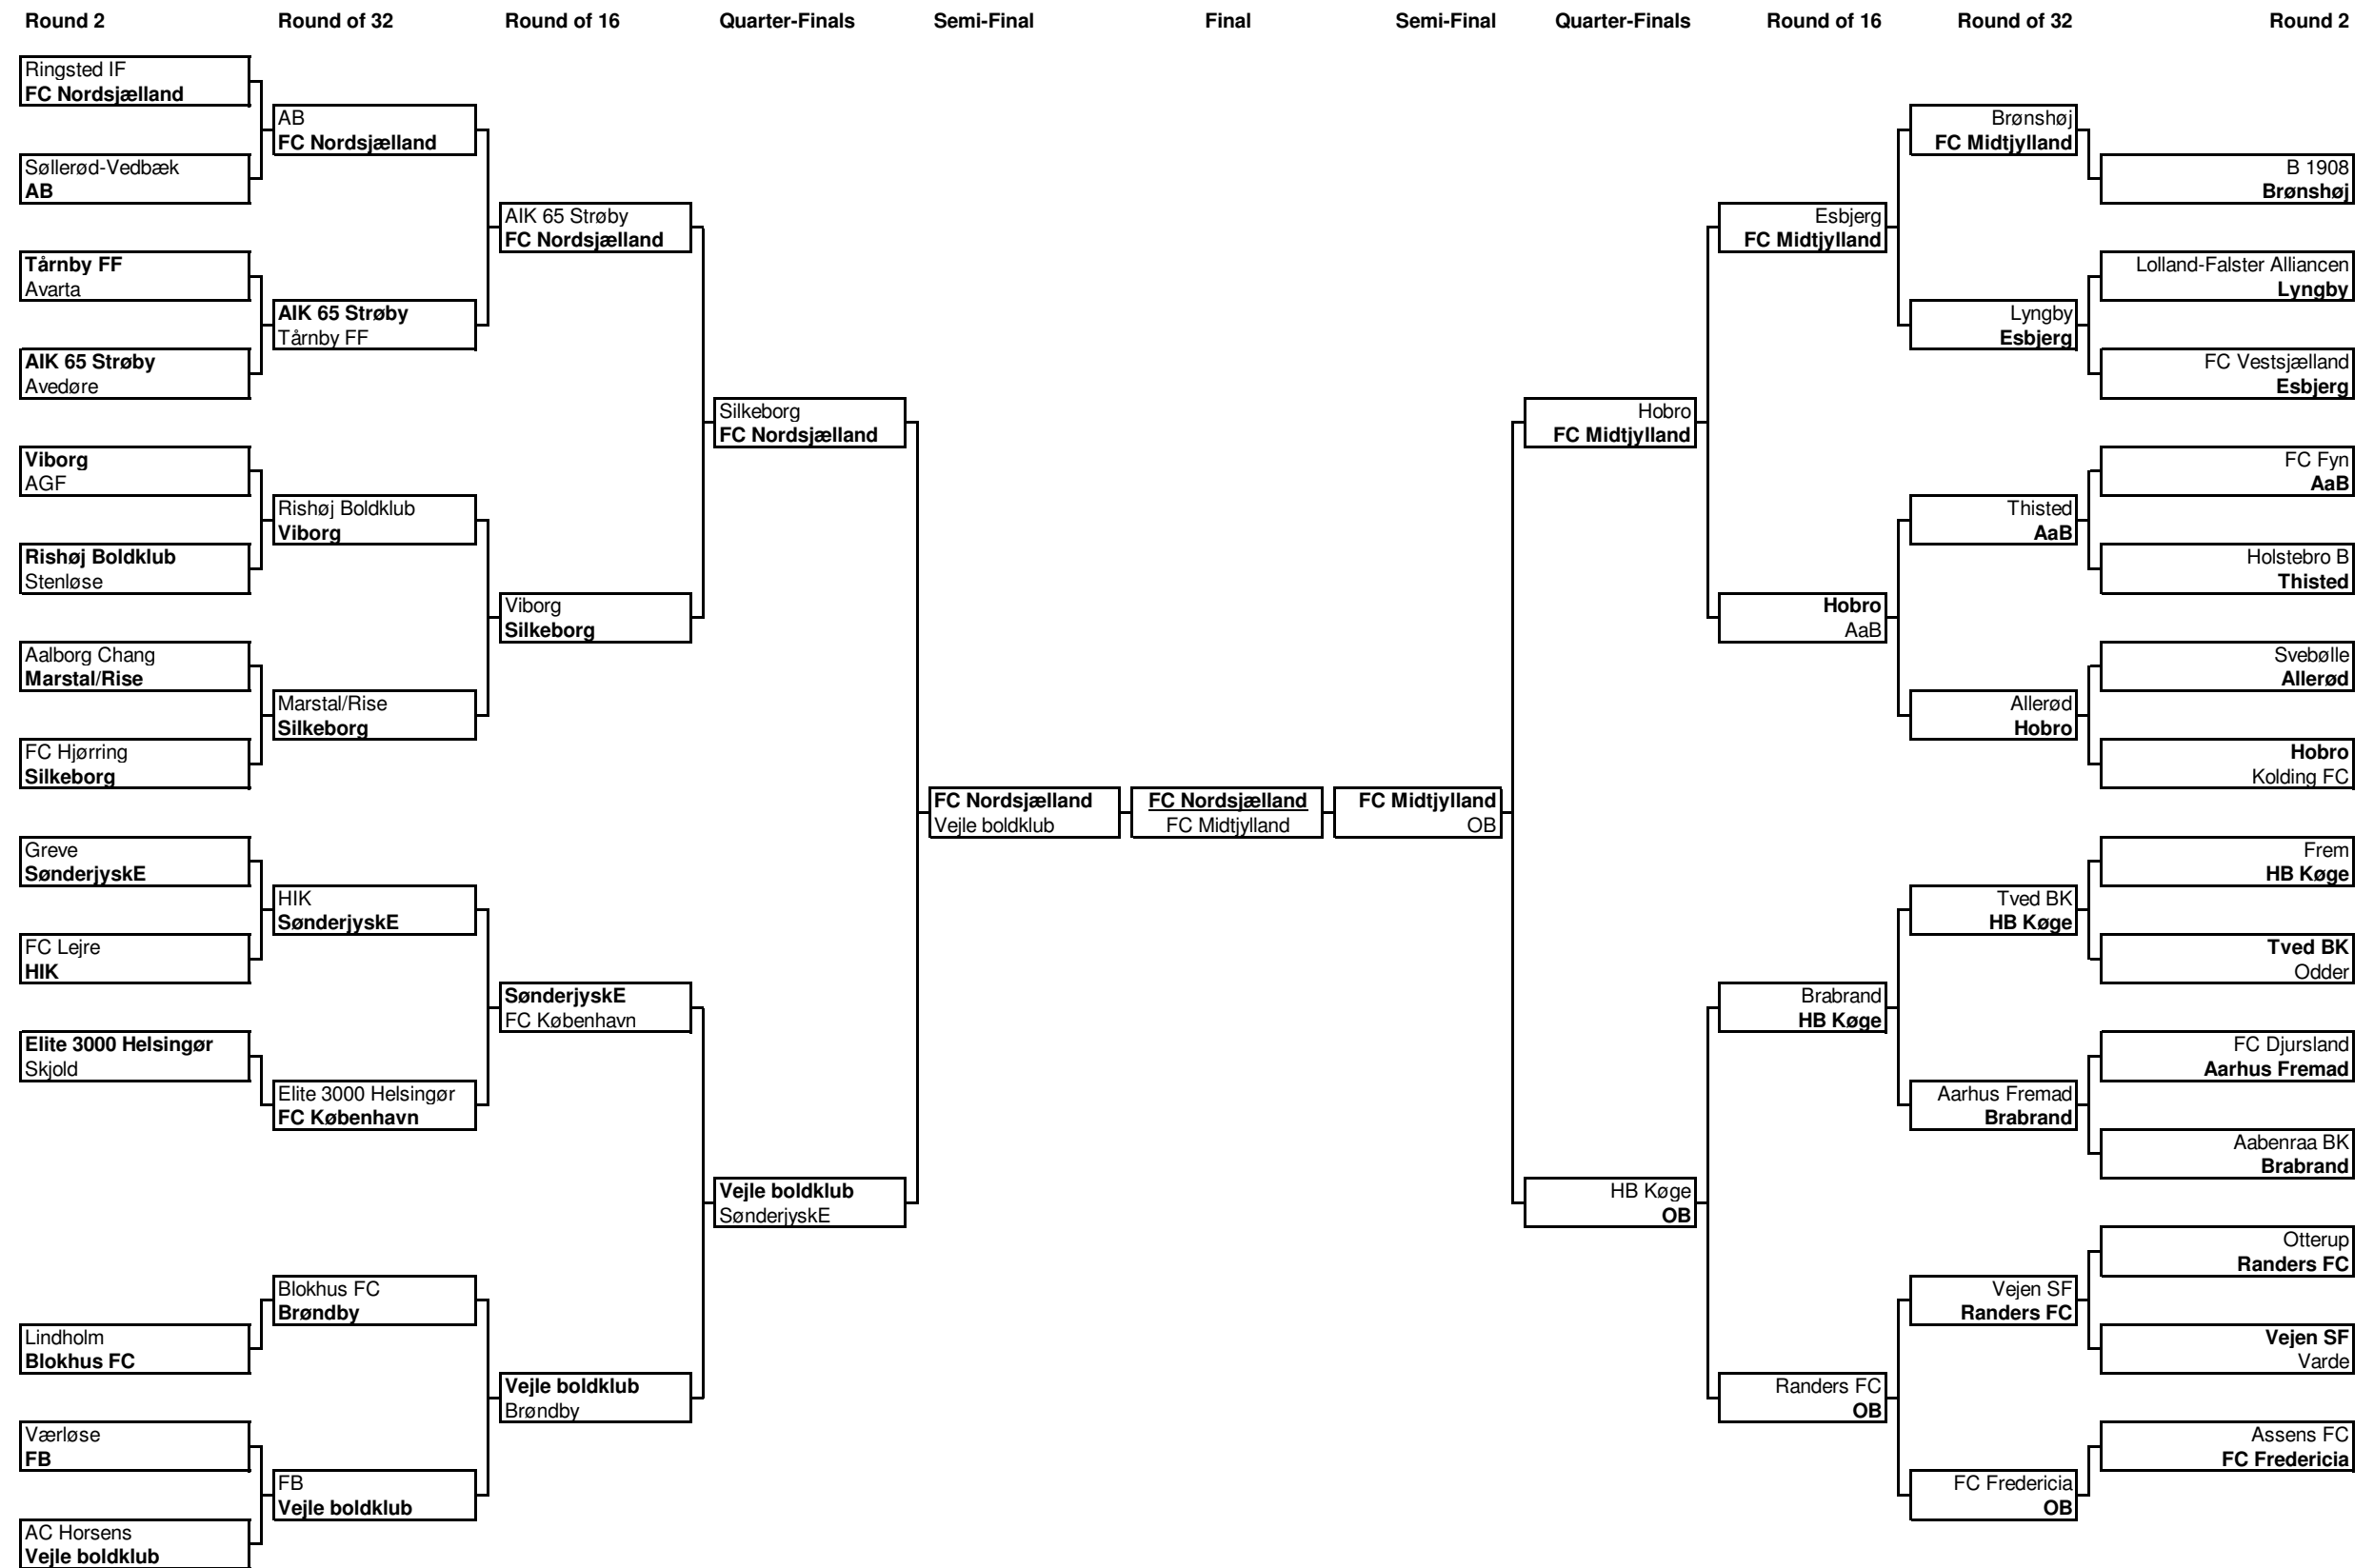 Round 2
Round of 32
Round of 16
Quarter-Finals
Semi-Final
Final
Semi-Final
Quarter-Finals
Round of 16
Round of 32
Round 2
Ringsted IF
FC Nordsjælland
Søllerød-Vedbæk
AB
Tårnby FF
Avarta
AIK 65 Strøby
Avedøre
Viborg
AGF
Rishøj Boldklub
Stenløse
Aalborg Chang
Marstal/Rise
FC Hjørring
Silkeborg
Greve
SønderjyskE
FC Lejre
HIK
Elite 3000 Helsingør
Skjold
Lindholm
Blokhus FC
Værløse
FB
AC Horsens
Vejle boldklub
AB
FC Nordsjælland
AIK 65 Strøby
Tårnby FF
Rishøj Boldklub
Viborg
Marstal/Rise
Silkeborg
HIK
SønderjyskE
Elite 3000 Helsingør
FC København
Blokhus FC
Brøndby
FB
Vejle boldklub
AIK 65 Strøby
FC Nordsjælland
Viborg
Silkeborg
SønderjyskE
FC København
Vejle boldklub
Brøndby
Silkeborg
FC Nordsjælland
Vejle boldklub
SønderjyskE
FC Nordsjælland
Vejle boldklub
FC Nordsjælland
FC Midtjylland
FC Midtjylland
OB
Hobro
FC Midtjylland
HB Køge
OB
Esbjerg
FC Midtjylland
Hobro
AaB
Brabrand
HB Køge
Randers FC
OB
Brønshøj
FC Midtjylland
Lyngby
Esbjerg
Thisted
AaB
Allerød
Hobro
Tved BK
HB Køge
Aarhus Fremad
Brabrand
Vejen SF
Randers FC
FC Fredericia
OB
B 1908
Brønshøj
Lolland-Falster Alliancen
Lyngby
FC Vestsjælland
Esbjerg
FC Fyn
AaB
Holstebro B
Thisted
Svebølle
Allerød
Hobro
Kolding FC
Frem
HB Køge
Tved BK
Odder
FC Djursland
Aarhus Fremad
Aabenraa BK
Brabrand
Otterup
Randers FC
Vejen SF
Varde
Assens FC
FC Fredericia